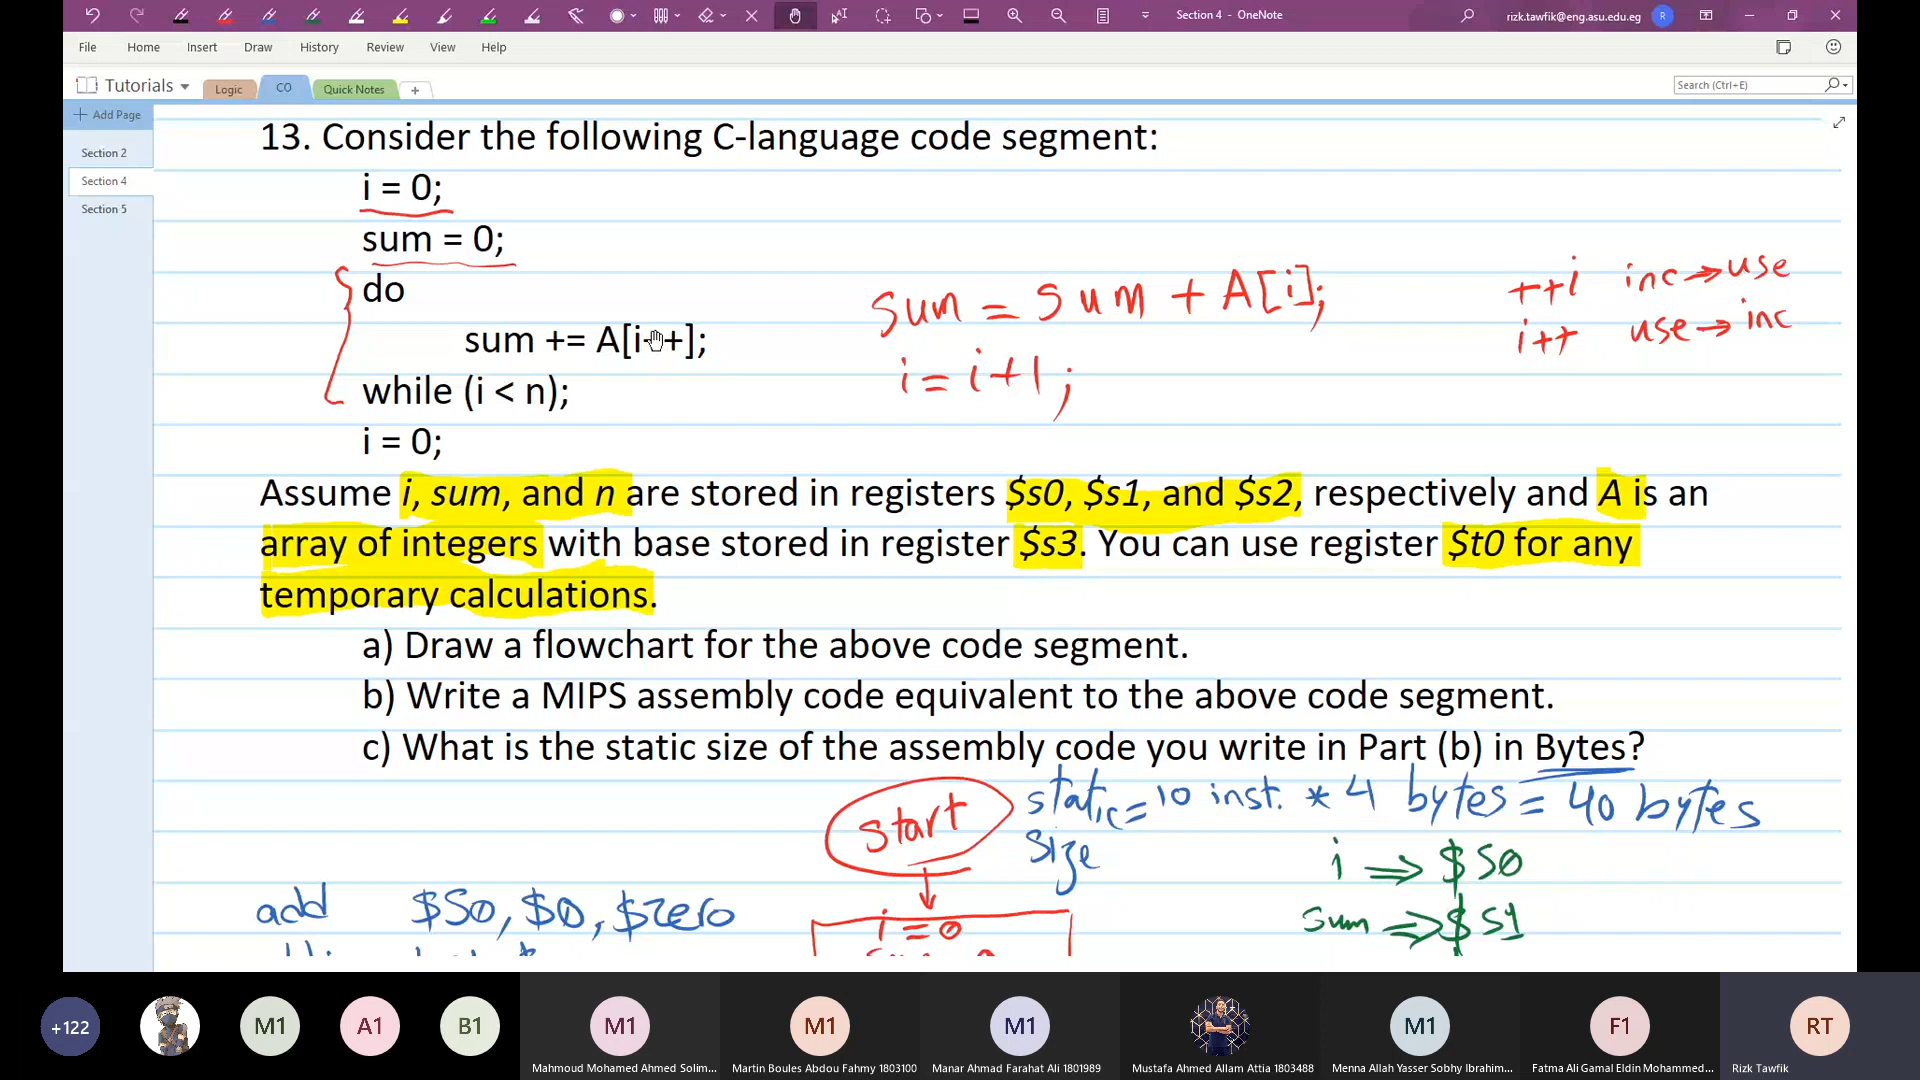 Section 4 - OneNote
rizk.tawfik@eng.asu.edu.eg
R
File Home Insert Draw History Review View Help
Tutorials Logic CO Quick Notes +
Search (Ctrl+E)
Add Page
Section 2
Section 4
Section 5
13. Consider the following C-language code segment:
i = 0;
sum = 0;
do
sum += A[i++];
while (i < n);
i = 0;
sum = sum + A[i];
i = i+1;
++i inc → use
i++ use → inc
Assume i, sum, and n are stored in registers $s0, $s1, and $s2, respectively and A is an
array of integers with base stored in register $s3. You can use register $t0 for any
temporary calculations.
a) Draw a flowchart for the above code segment.
b) Write a MIPS assembly code equivalent to the above code segment.
c) What is the static size of the assembly code you write in Part (b) in Bytes?
static size = 10 inst. * 4 bytes = 40 bytes
start
i = 0
i ⇒ $S0
sum ⇒ $S1
add $S0, $0, $zero
+122 M1 A1 B1 M1 M1 M1 M1 F1 RT
Mahmoud Mohamed Ahmed Solim...
Martin Boules Abdou Fahmy 1803100
Manar Ahmad Farahat Ali 1801989
Mustafa Ahmed Allam Attia 1803488
Menna Allah Yasser Sobhy Ibrahim...
Fatma Ali Gamal Eldin Mohammed...
Rizk Tawfik